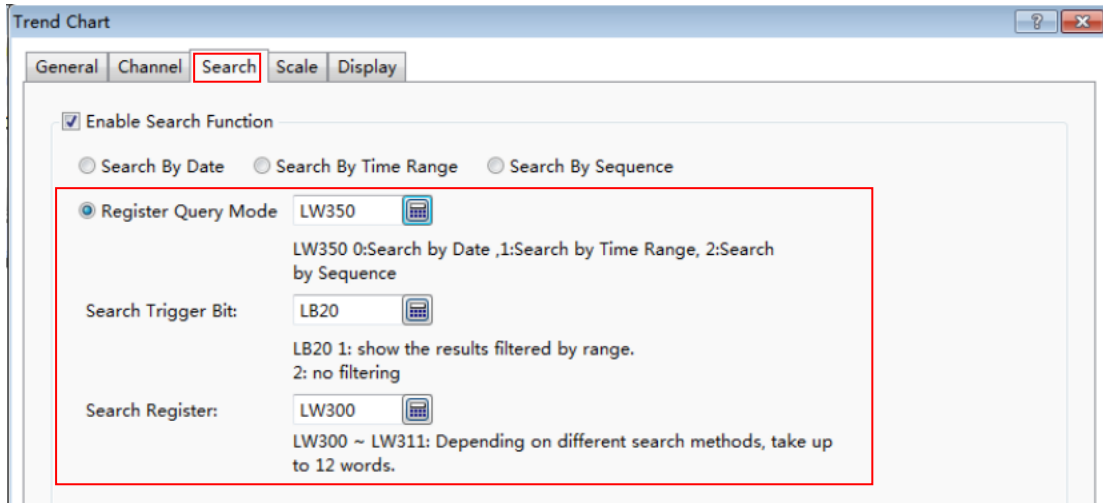 Trend Chart
General Channel Search Scale Display
Enable Search Function
Search By Date Search By Time Range Search By Sequence
Register Query Mode LW350
LW350 0:Search by Date ,1:Search by Time Range, 2:Search
by Sequence
Search Trigger Bit: LB20
LB20 1: show the results filtered by range.
2: no filtering
Search Register: LW300
LW300 ~ LW311: Depending on different search methods, take up
to 12 words.